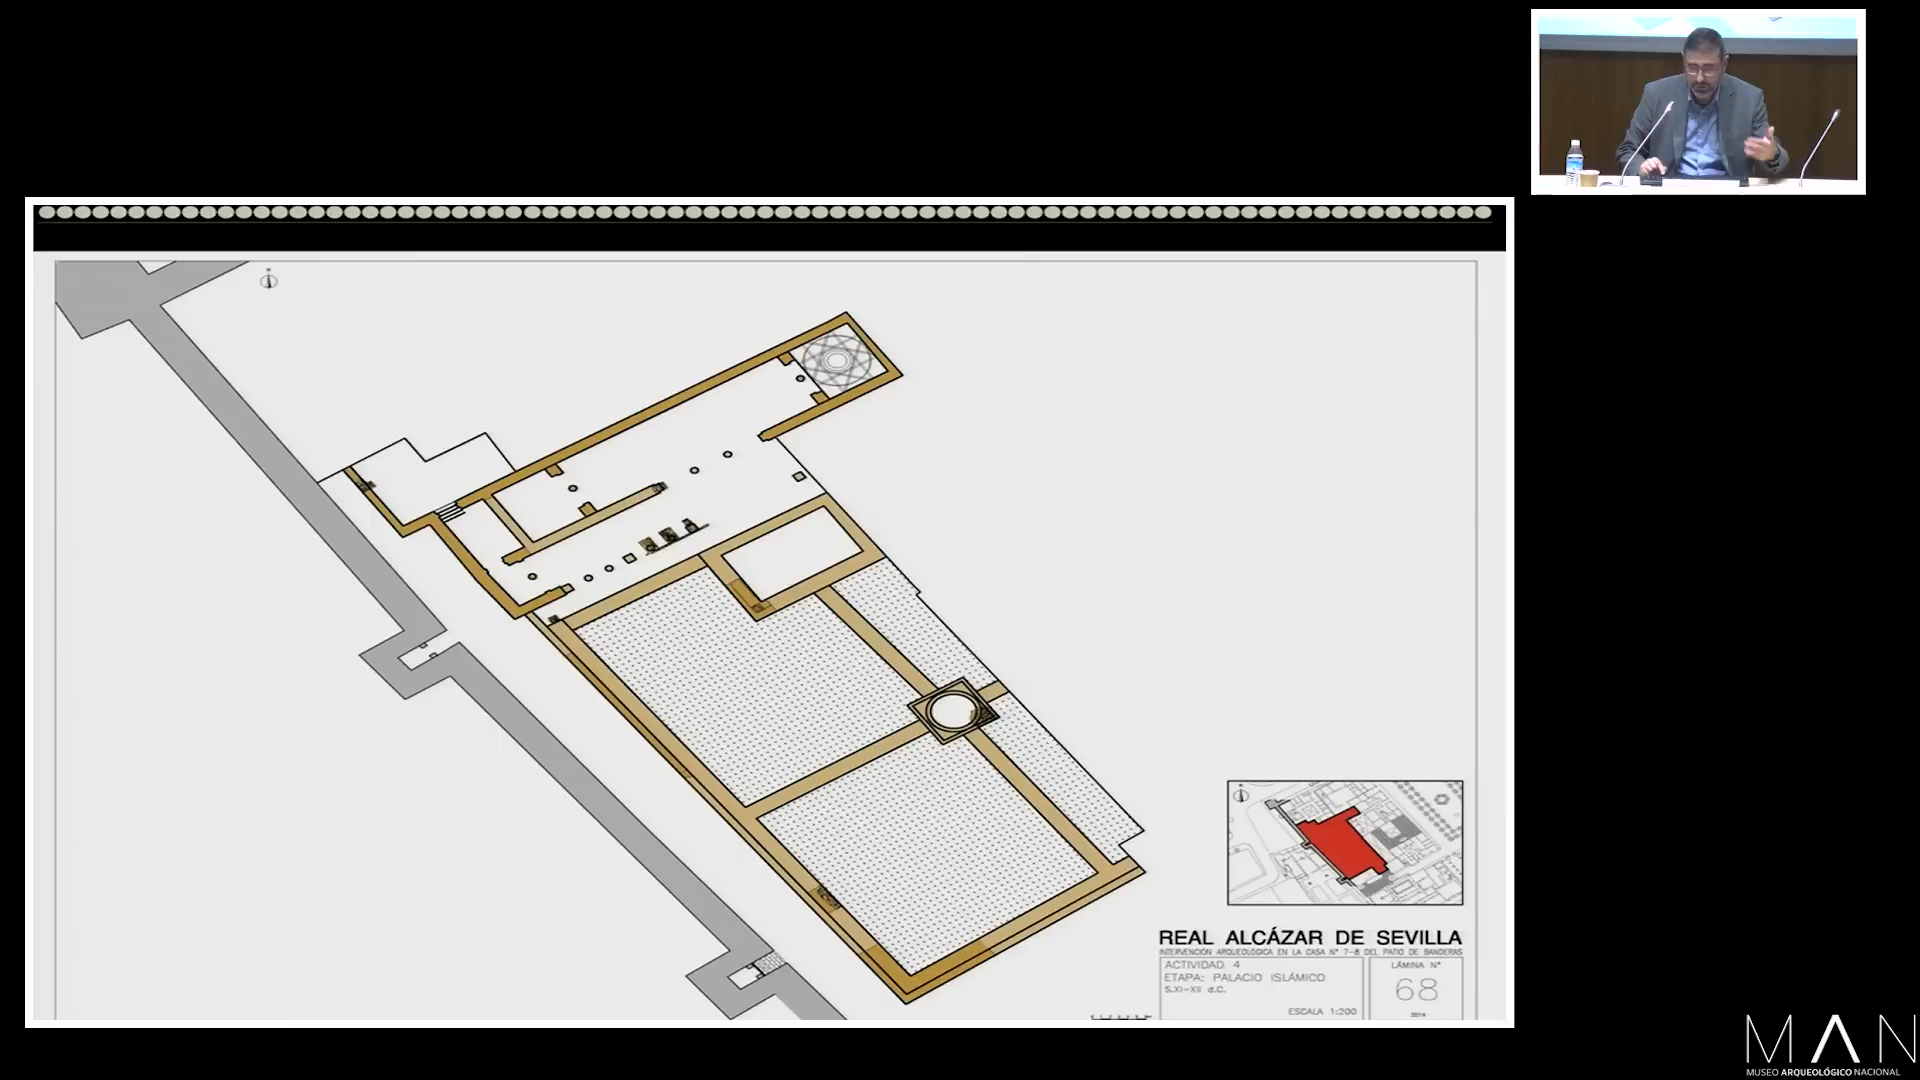 REAL ALCÁZAR DE SEVILLA
INTERVENCIÓN ARQUEOLÓGICA EN LA CASA Nº 7-8 DEL PATIO DE BANDERAS
ACTIVIDAD 4
ETAPA: PALACIO ISLÁMICO
S.XI-XII d.C.
ESCALA 1:200
LÁMINA Nº
68
2014
MAN
MUSEO ARQUEOLÓGICO NACIONAL